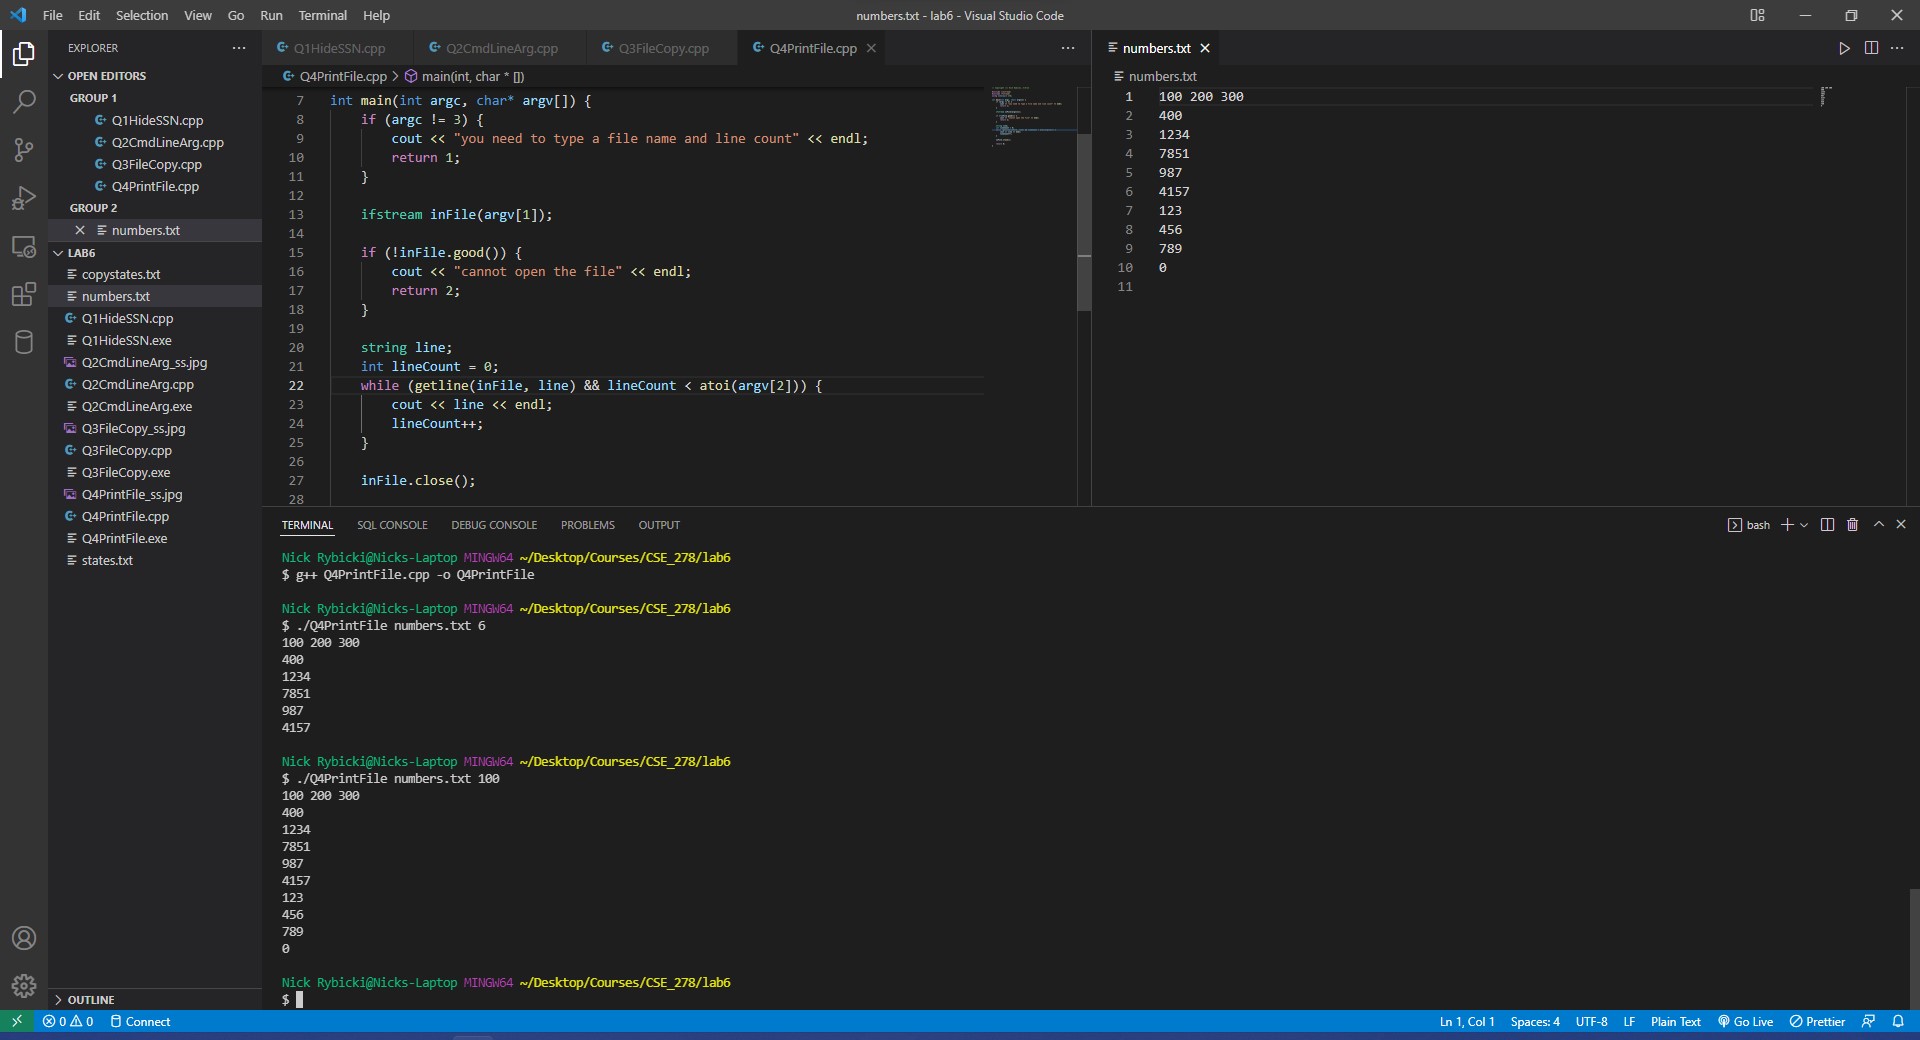 File Edit Selection View Go Run Terminal Help
numbers.txt - lab6 - Visual Studio Code
EXPLORER
OPEN EDITORS
GROUP 1
Q1HideSSN.cpp
Q2CmdLineArg.cpp
Q3FileCopy.cpp
Q4PrintFile.cpp
GROUP 2
numbers.txt
LAB6
copystates.txt
numbers.txt
Q1HideSSN.cpp
Q1HideSSN.exe
Q2CmdLineArg_ss.jpg
Q2CmdLineArg.cpp
Q2CmdLineArg.exe
Q3FileCopy_ss.jpg
Q3FileCopy.cpp
Q3FileCopy.exe
Q4PrintFile_ss.jpg
Q4PrintFile.cpp
Q4PrintFile.exe
states.txt
OUTLINE
Q1HideSSN.cpp Q2CmdLineArg.cpp Q3FileCopy.cpp Q4PrintFile.cpp
Q4PrintFile.cpp > main(int, char * [])
7 int main(int argc, char* argv[]) {
8 if (argc != 3) {
9 cout << "you need to type a file name and line count" << endl;
10 return 1;
11 }
12
13 ifstream inFile(argv[1]);
14
15 if (!inFile.good()) {
16 cout << "cannot open the file" << endl;
17 return 2;
18 }
19
20 string line;
21 int lineCount = 0;
22 while (getline(inFile, line) && lineCount < atoi(argv[2])) {
23 cout << line << endl;
24 lineCount++;
25 }
26
27 inFile.close();
28
numbers.txt
numbers.txt
1 100 200 300
2 400
3 1234
4 7851
5 987
6 4157
7 123
8 456
9 789
10 0
11
TERMINAL SQL CONSOLE DEBUG CONSOLE PROBLEMS OUTPUT
bash
Nick Rybicki@Nicks-Laptop MINGW64 ~/Desktop/Courses/CSE_278/lab6
$ g++ Q4PrintFile.cpp -o Q4PrintFile
Nick Rybicki@Nicks-Laptop MINGW64 ~/Desktop/Courses/CSE_278/lab6
$ ./Q4PrintFile numbers.txt 6
100 200 300
400
1234
7851
987
4157
Nick Rybicki@Nicks-Laptop MINGW64 ~/Desktop/Courses/CSE_278/lab6
$ ./Q4PrintFile numbers.txt 100
100 200 300
400
1234
7851
987
4157
123
456
789
0
Nick Rybicki@Nicks-Laptop MINGW64 ~/Desktop/Courses/CSE_278/lab6
$
0 0 Connect
Ln 1, Col 1 Spaces: 4 UTF-8 LF Plain Text Go Live Prettier